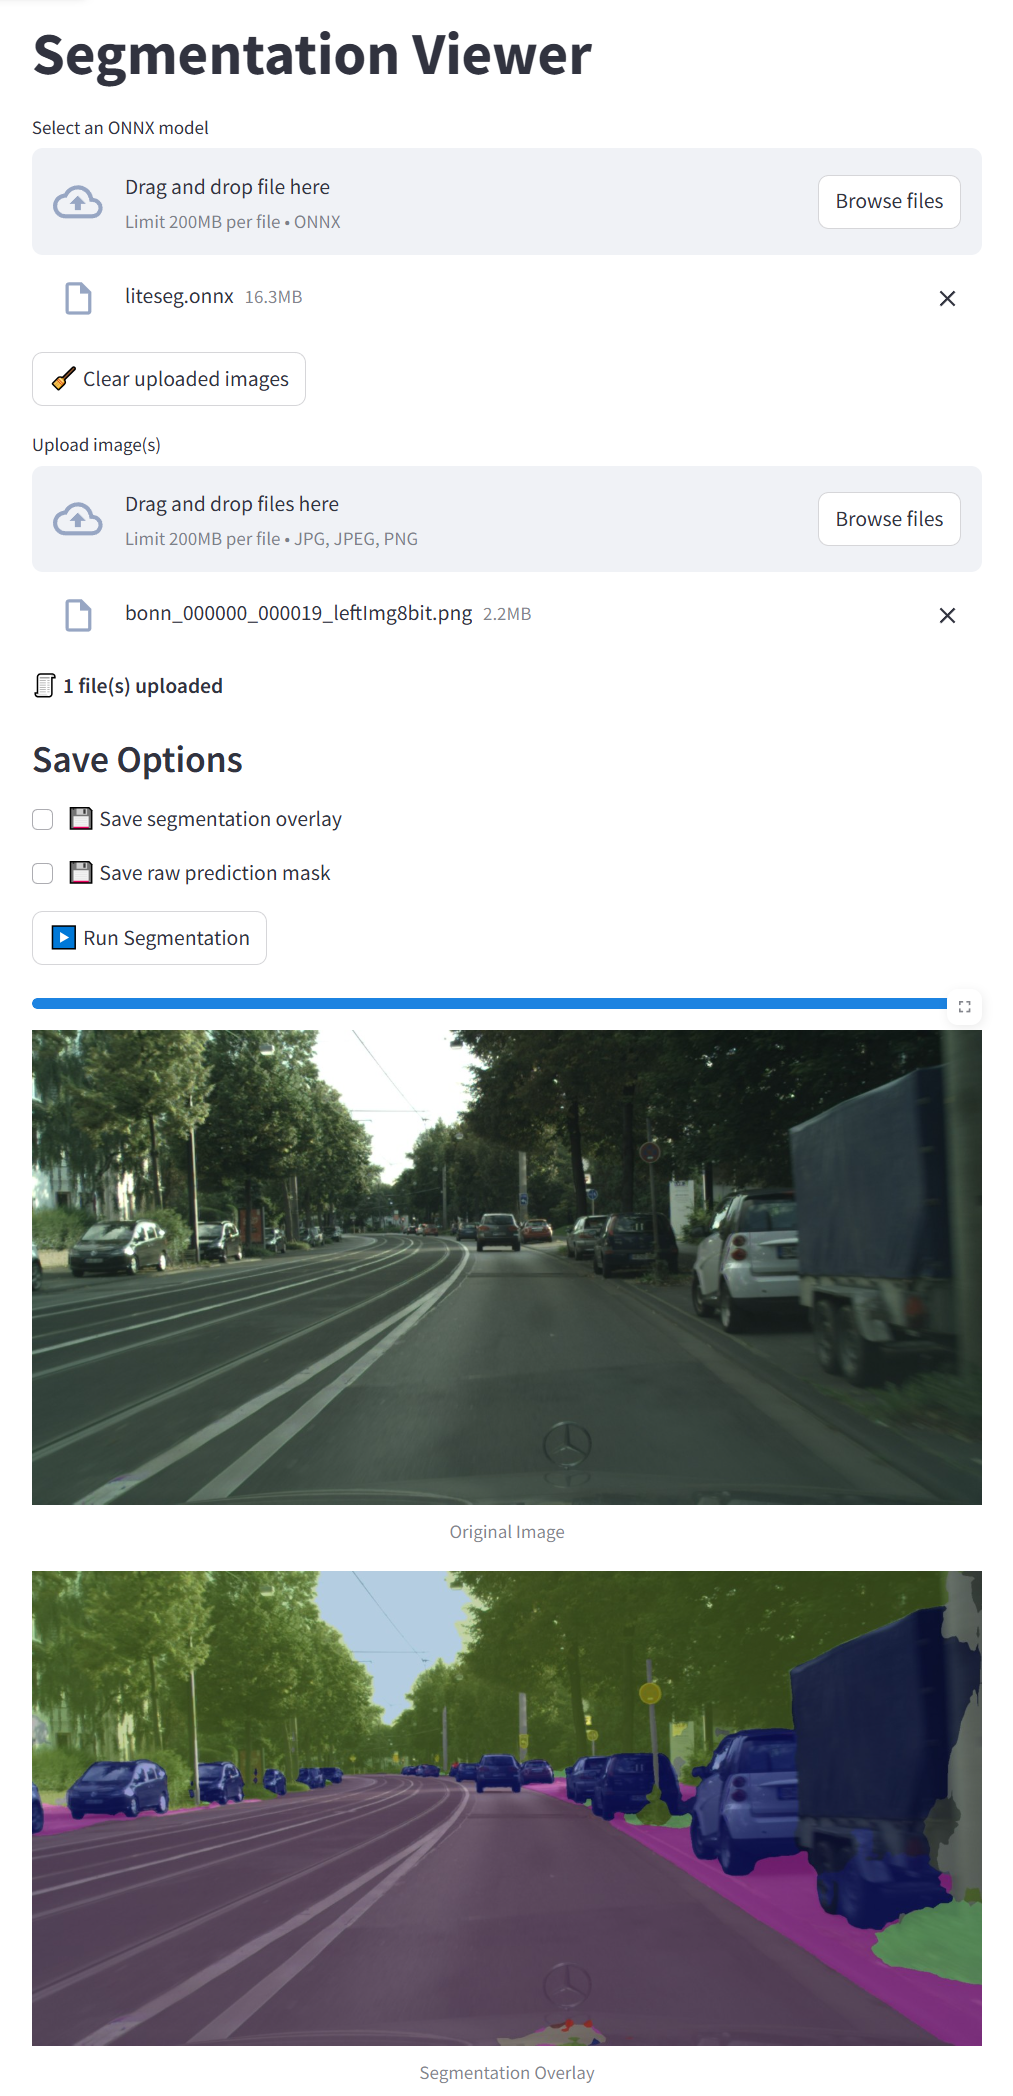 Segmentation Viewer
Select an ONNX model
Drag and drop file here
Limit 200MB per file • ONNX
Browse files
liteseg.onnx 16.3MB
Clear uploaded images
Upload image(s)
Drag and drop files here
Limit 200MB per file • JPG, JPEG, PNG
Browse files
bonn_000000_000019_leftImg8bit.png 2.2MB
1 file(s) uploaded
Save Options
Save segmentation overlay
Save raw prediction mask
Run Segmentation
Original Image
Segmentation Overlay